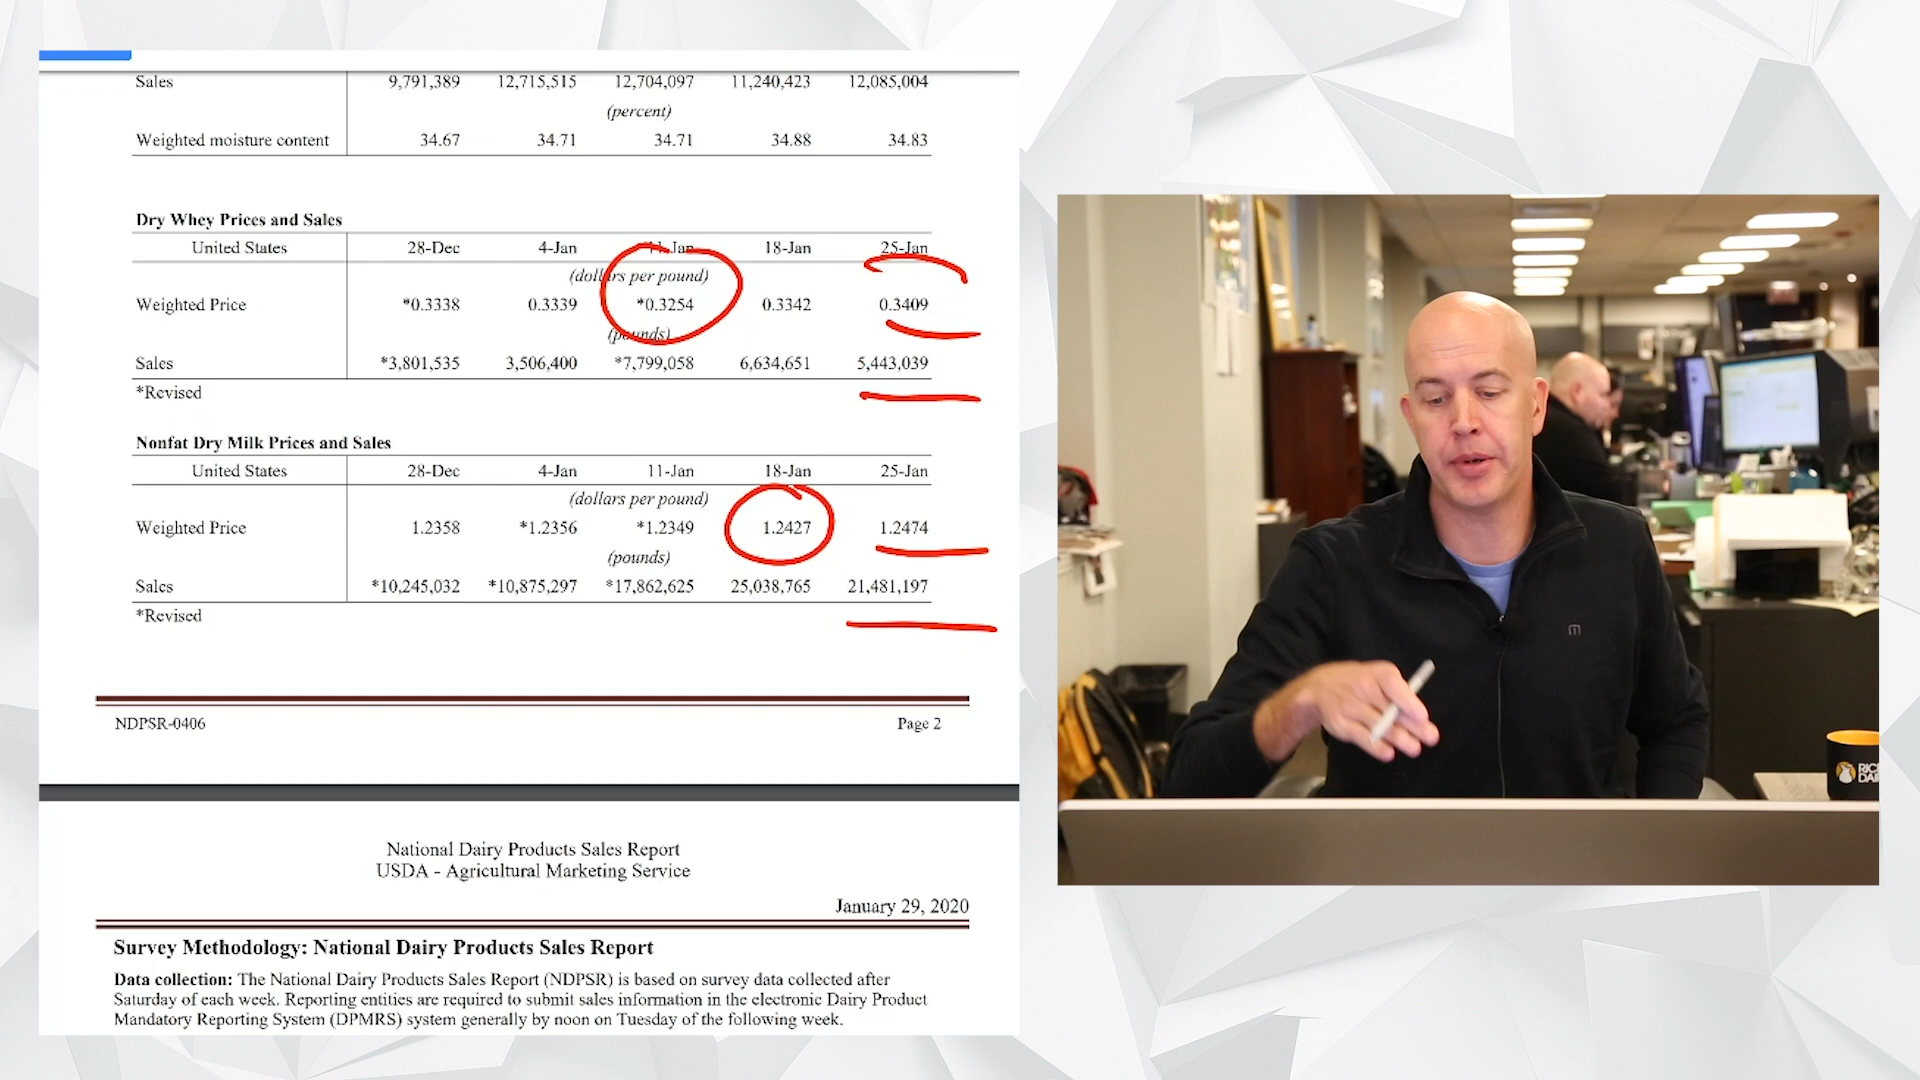 Sales 9,791,389 12,715,515 12,704,097 11,240,423 12,085,004
(percent)
Weighted moisture content 34.67 34.71 34.71 34.88 34.83
Dry Whey Prices and Sales
United States 28-Dec 4-Jan 11-Jan 18-Jan 25-Jan
(dollars per pound)
Weighted Price *0.3338 0.3339 *0.3254 0.3342 0.3409
(pounds)
Sales *3,801,535 3,506,400 *7,799,058 6,634,651 5,443,039
*Revised
Nonfat Dry Milk Prices and Sales
United States 28-Dec 4-Jan 11-Jan 18-Jan 25-Jan
(dollars per pound)
Weighted Price 1.2358 *1.2356 *1.2349 1.2427 1.2474
(pounds)
Sales *10,245,032 *10,875,297 *17,862,625 25,038,765 21,481,197
*Revised
NDPSR-0406 Page 2
National Dairy Products Sales Report
USDA - Agricultural Marketing Service
January 29, 2020
Survey Methodology: National Dairy Products Sales Report
Data collection: The National Dairy Products Sales Report (NDPSR) is based on survey data collected after
Saturday of each week. Reporting entities are required to submit sales information in the electronic Dairy Product
Mandatory Reporting System (DPMRS) system generally by noon on Tuesday of the following week.
RIC
DAI